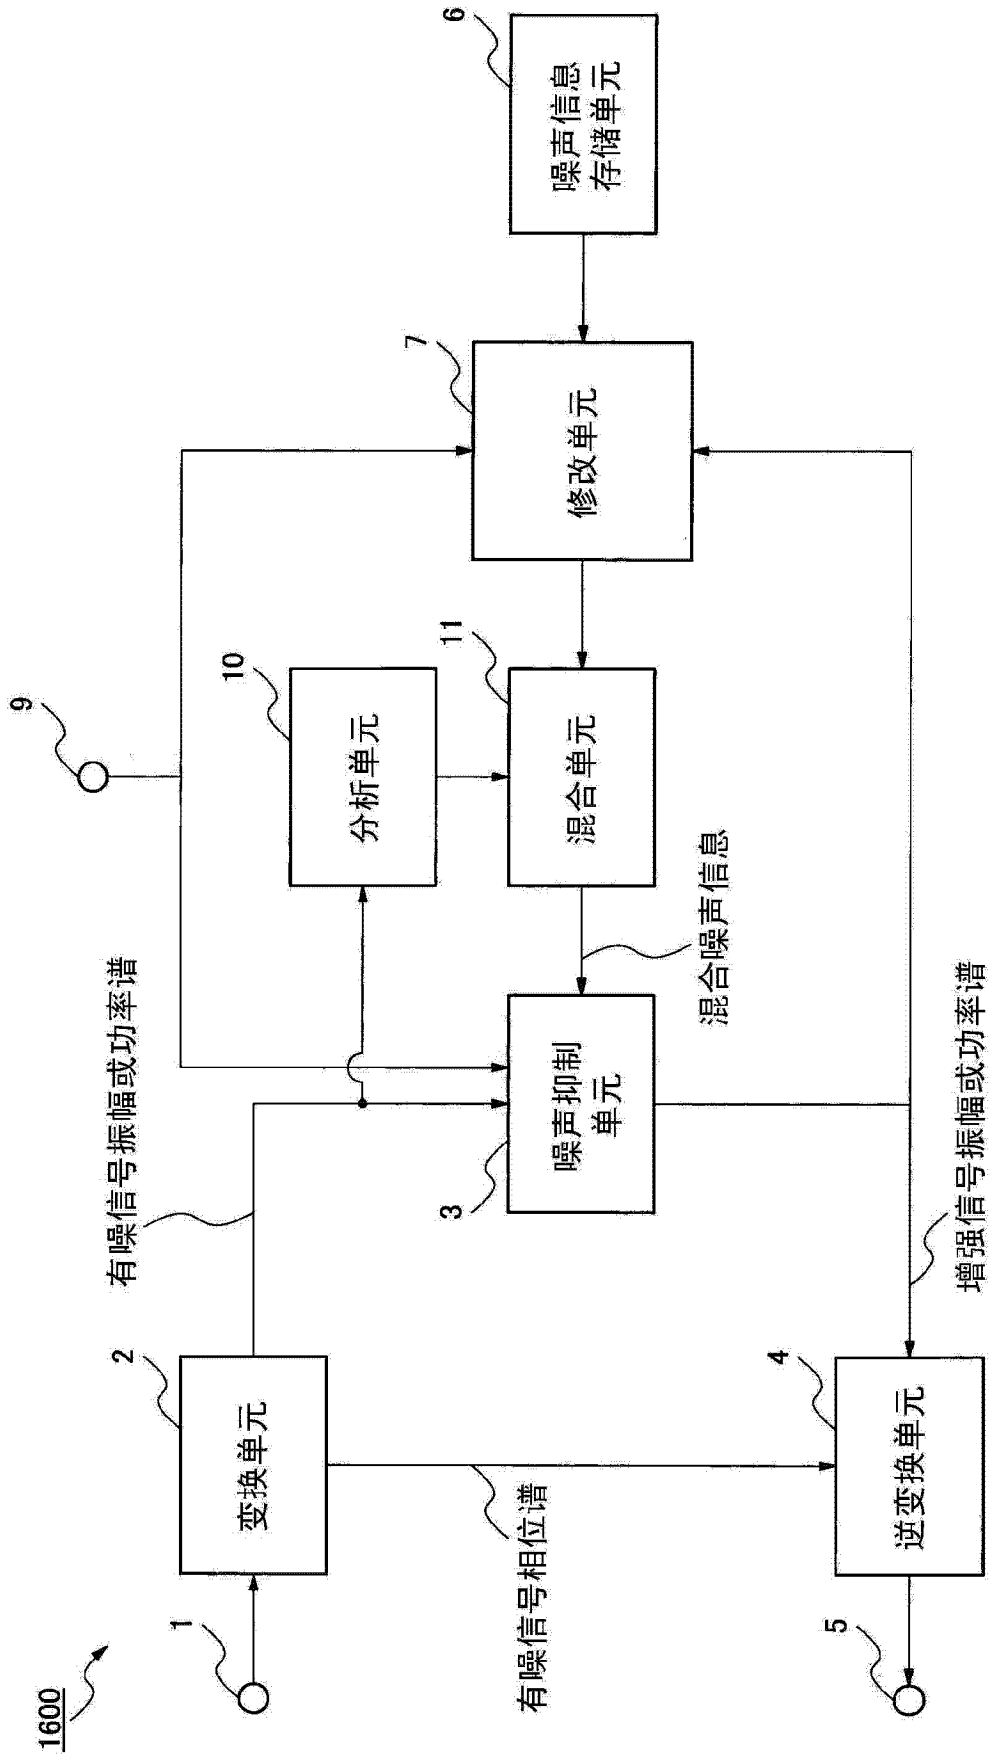 1600
9
有噪信号振幅或功率谱
1
2
变换单元
10
分析单元
有噪信号相位谱
3
噪声抑制
单元
11
混合单元
7
修改单元
6
噪声信息
存储单元
混合噪声信息
5
4
逆变换单元
增强信号振幅或功率谱